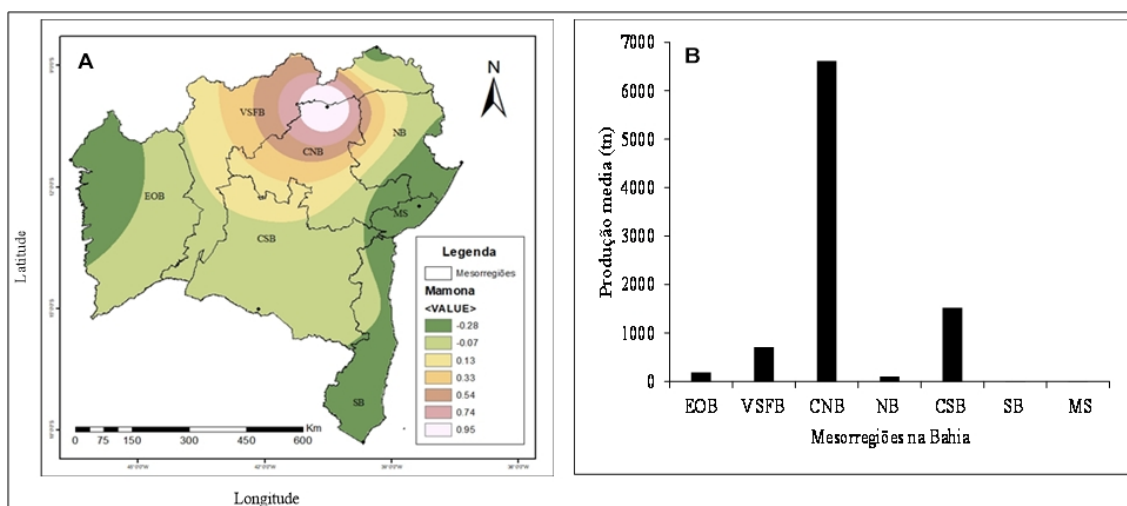 A
N
VSFB
NB
CNB
EOB
MS
CSB
SB
Legenda
Mesorregiões
Mamona
<VALUE>
-0.28
-0.07
0.13
0.33
0.54
0.74
0.95
Km
0 75 150 300 450 600
Latitude
Longitude
B
Produção media (tn)
7000
6000
5000
4000
3000
2000
1000
0
EOB VSFB CNB NB CSB SB MS
Mesorregiões na Bahia